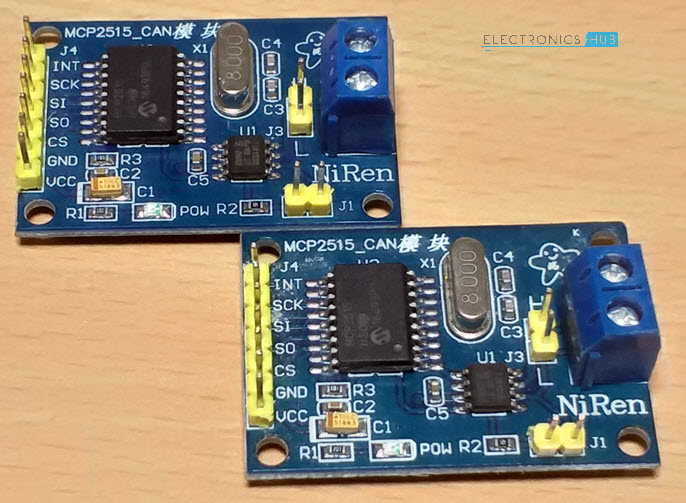 ELECTRONICS HUB
MCP2515_CAN模块
J4
X1
C4
INT
SCK
SI
SO
CS
GND
VCC
8.000
C3
U1
J3
L
R3
C2
C1
C5
NiRen
R1
POW
R2
J1
MCP2515_CAN模块
K
J4
U2
X1
C4
INT
SCK
SI
SO
CS
GND
VCC
8.000
MCP2515
C3
H
U1
J3
L
R3
C2
C1
C5
NiRen
R1
POW
R2
J1